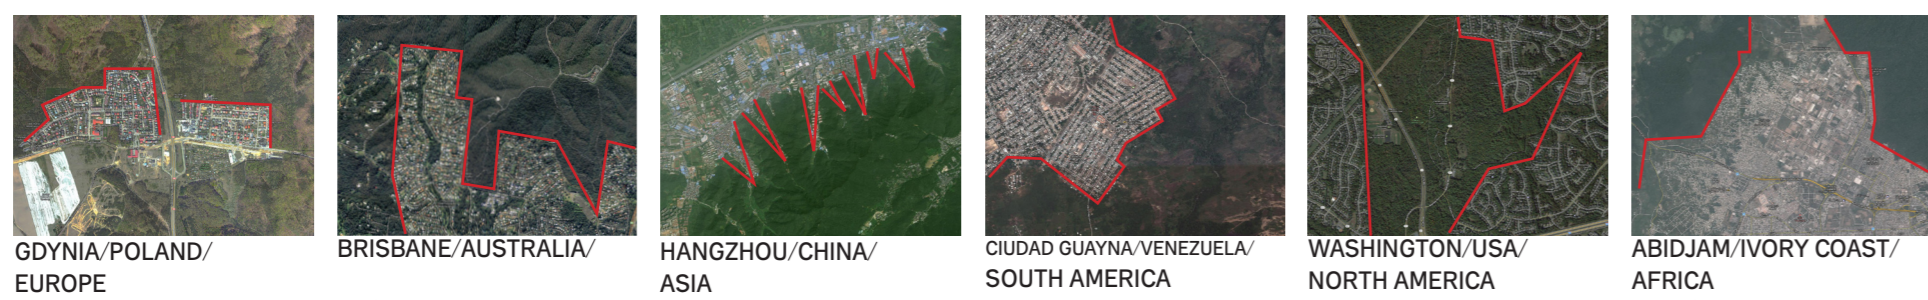 GDYNIA/POLAND/
EUROPE
BRISBANE/AUSTRALIA/
HANGZHOU/CHINA/
ASIA
CIUDAD GUAYNA/VENEZUELA/
SOUTH AMERICA
WASHINGTON/USA/
NORTH AMERICA
ABIDJAM/IVORY COAST/
AFRICA